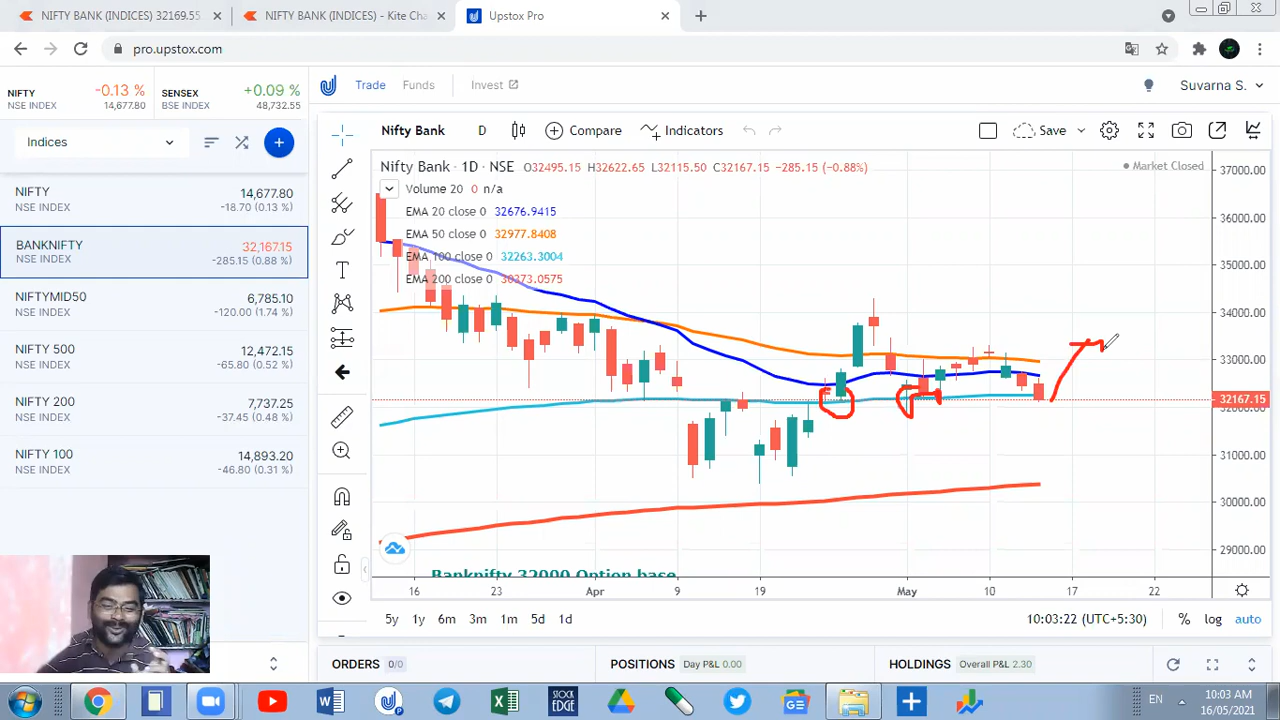 NIFTY BANK (INDICES) 32169.55
NIFTY BANK (INDICES) - Kite Cha
Upstox Pro
pro.upstox.com
NIFTY -0.13 % SENSEX +0.09 %
NSE INDEX 14,677.80 BSE INDEX 48,732.55
Trade Funds Invest Suvarna S.
Indices
NIFTY 14,677.80
NSE INDEX -18.70 (0.13 %)
BANKNIFTY 32,167.15
NSE INDEX -285.15 (0.88 %)
NIFTYMID50 6,785.10
NSE INDEX -120.00 (1.74 %)
NIFTY 500 12,472.15
NSE INDEX -65.80 (0.52 %)
NIFTY 200 7,737.25
NSE INDEX -37.45 (0.48 %)
NIFTY 100 14,893.20
NSE INDEX -46.80 (0.31 %)
Nifty Bank D Compare Indicators Save
Nifty Bank · 1D · NSE O32495.15 H32622.65 L32115.50 C32167.15 -285.15 (-0.88%) Market Closed
Volume 20 0 n/a
EMA 20 close 0 32676.9415
EMA 50 close 0 32977.8408
EMA 100 close 0 32263.3004
EMA 200 close 0 30373.0575
37000.00
36000.00
35000.00
34000.00
33000.00
32167.15
31000.00
30000.00
29000.00
Banknifty 32000 Option base
16 23 Apr 9 19 May 10 17 22
5y 1y 6m 3m 1m 5d 1d 10:03:22 (UTC+5:30) % log auto
ORDERS 0/0 POSITIONS Day P&L 0.00 HOLDINGS Overall P&L 2.30
STOCK
EDGE
EN 10:03 AM
16/05/2021